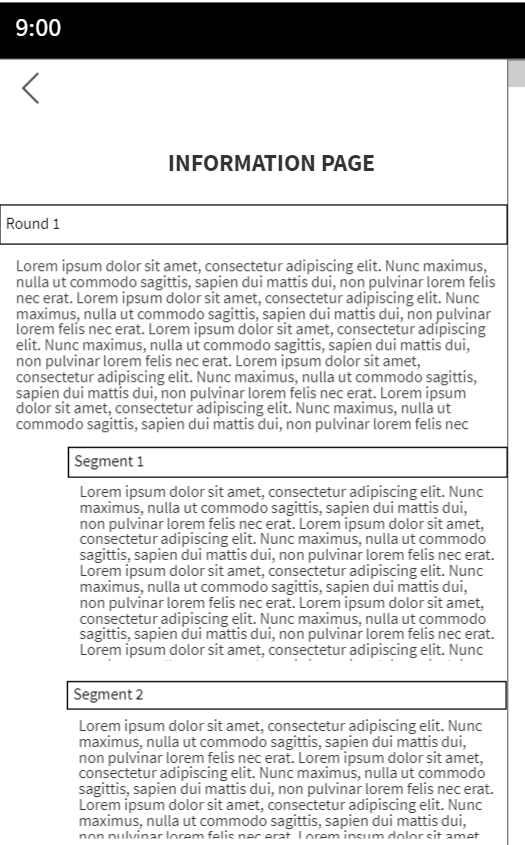 9:00
INFORMATION PAGE
Round 1
Lorem ipsum dolor sit amet, consectetur adipiscing elit. Nunc maximus,
nulla ut commodo sagittis, sapien dui mattis dui, non pulvinar lorem felis
nec erat. Lorem ipsum dolor sit amet, consectetur adipiscing elit. Nunc
maximus, nulla ut commodo sagittis, sapien dui mattis dui, non pulvinar
lorem felis nec erat. Lorem ipsum dolor sit amet, consectetur adipiscing
elit. Nunc maximus, nulla ut commodo sagittis, sapien dui mattis dui,
non pulvinar lorem felis nec erat. Lorem ipsum dolor sit amet,
consectetur adipiscing elit. Nunc maximus, nulla ut commodo sagittis,
sapien dui mattis dui, non pulvinar lorem felis nec erat. Lorem ipsum
dolor sit amet, consectetur adipiscing elit. Nunc maximus, nulla ut
commodo sagittis, sapien dui mattis dui, non pulvinar lorem felis nec
Segment 1
Lorem ipsum dolor sit amet, consectetur adipiscing elit. Nunc
maximus, nulla ut commodo sagittis, sapien dui mattis dui,
non pulvinar lorem felis nec erat. Lorem ipsum dolor sit amet,
consectetur adipiscing elit. Nunc maximus, nulla ut commodo
sagittis, sapien dui mattis dui, non pulvinar lorem felis nec erat.
Lorem ipsum dolor sit amet, consectetur adipiscing elit. Nunc
maximus, nulla ut commodo sagittis, sapien dui mattis dui,
non pulvinar lorem felis nec erat. Lorem ipsum dolor sit amet,
consectetur adipiscing elit. Nunc maximus, nulla ut commodo
sagittis, sapien dui mattis dui, non pulvinar lorem felis nec erat.
Lorem ipsum dolor sit amet, consectetur adipiscing elit. Nunc
Segment 2
Lorem ipsum dolor sit amet, consectetur adipiscing elit. Nunc
maximus, nulla ut commodo sagittis, sapien dui mattis dui,
non pulvinar lorem felis nec erat. Lorem ipsum dolor sit amet,
consectetur adipiscing elit. Nunc maximus, nulla ut commodo
sagittis, sapien dui mattis dui, non pulvinar lorem felis nec erat.
Lorem ipsum dolor sit amet, consectetur adipiscing elit. Nunc
maximus, nulla ut commodo sagittis, sapien dui mattis dui,
non pulvinar lorem felis nec erat. Lorem ipsum dolor sit amet,